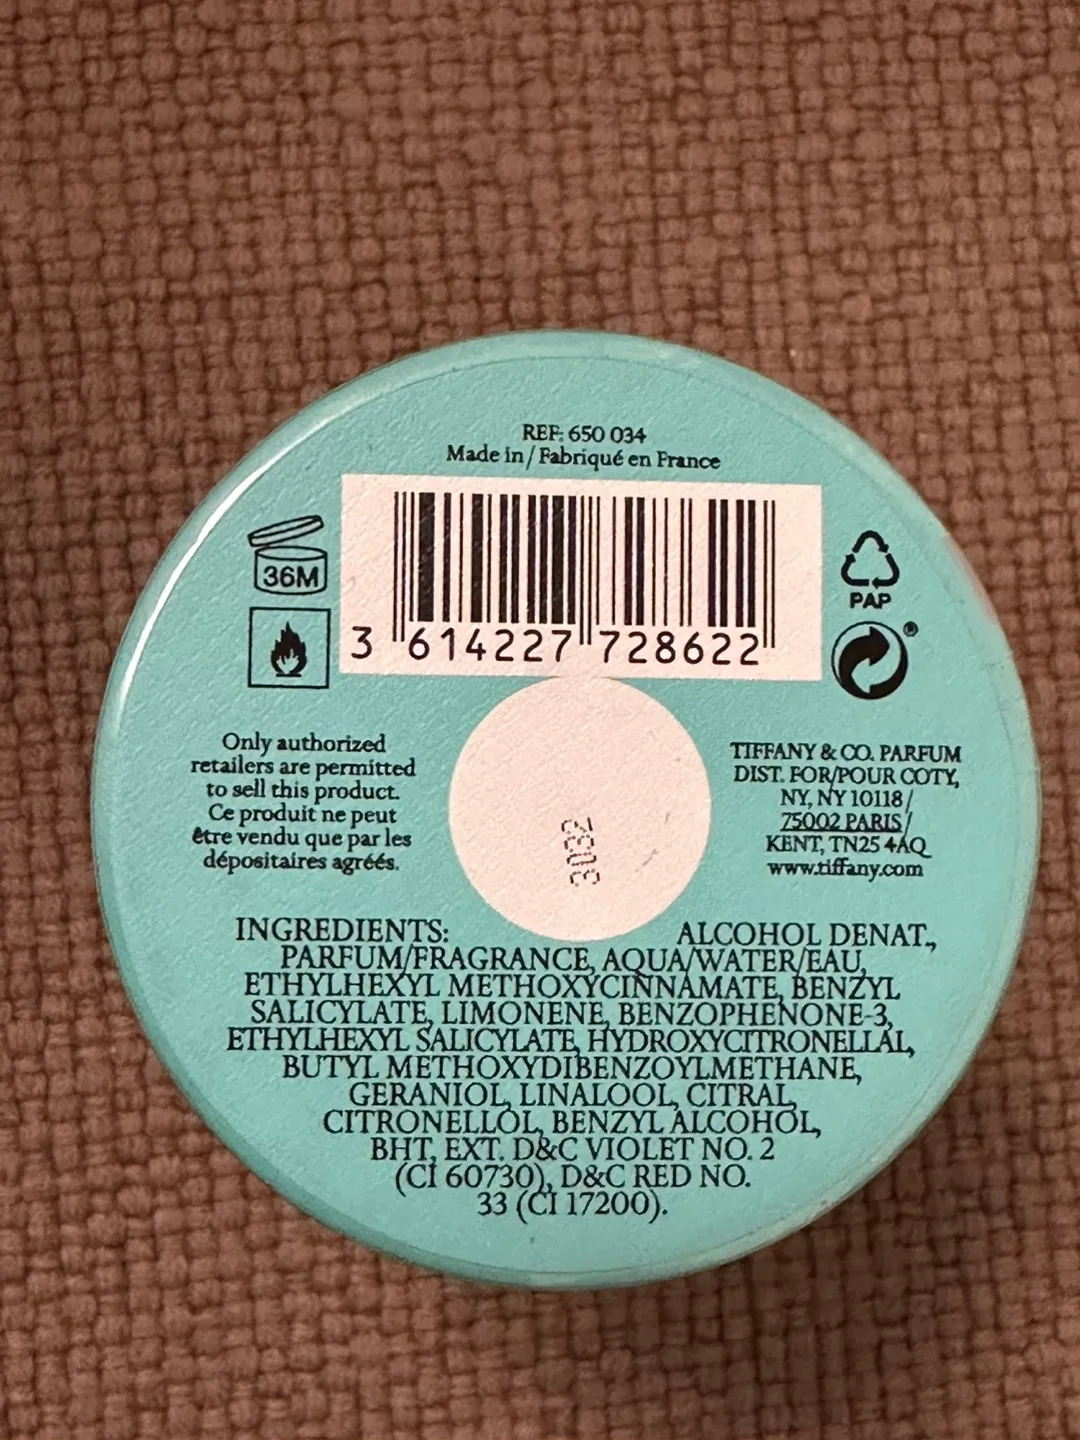 REF: 650 034
Made in / Fabriqué en France
36M
3 614227 728622
PAP
®
Only authorized
retailers are permitted
to sell this product.
Ce produit ne peut
être vendu que par les
dépositaires agréés.
3032
TIFFANY & CO. PARFUM
DIST. FOR/POUR COTY,
NY, NY 10118/
75002 PARIS/
KENT, TN25 4AQ
www.tiffany.com
INGREDIENTS: ALCOHOL DENAT.,
PARFUM/FRAGRANCE, AQUA/WATER/EAU,
ETHYLHEXYL METHOXYCINNAMATE, BENZYL
SALICYLATE, LIMONENE, BENZOPHENONE-3,
ETHYLHEXYL SALICYLATE, HYDROXYCITRONELLAL,
BUTYL METHOXYDIBENZOYLMETHANE,
GERANIOL, LINALOOL, CITRAL,
CITRONELLOL, BENZYL ALCOHOL,
BHT, EXT. D&C VIOLET NO. 2
(CI 60730), D&C RED NO.
33 (CI 17200).